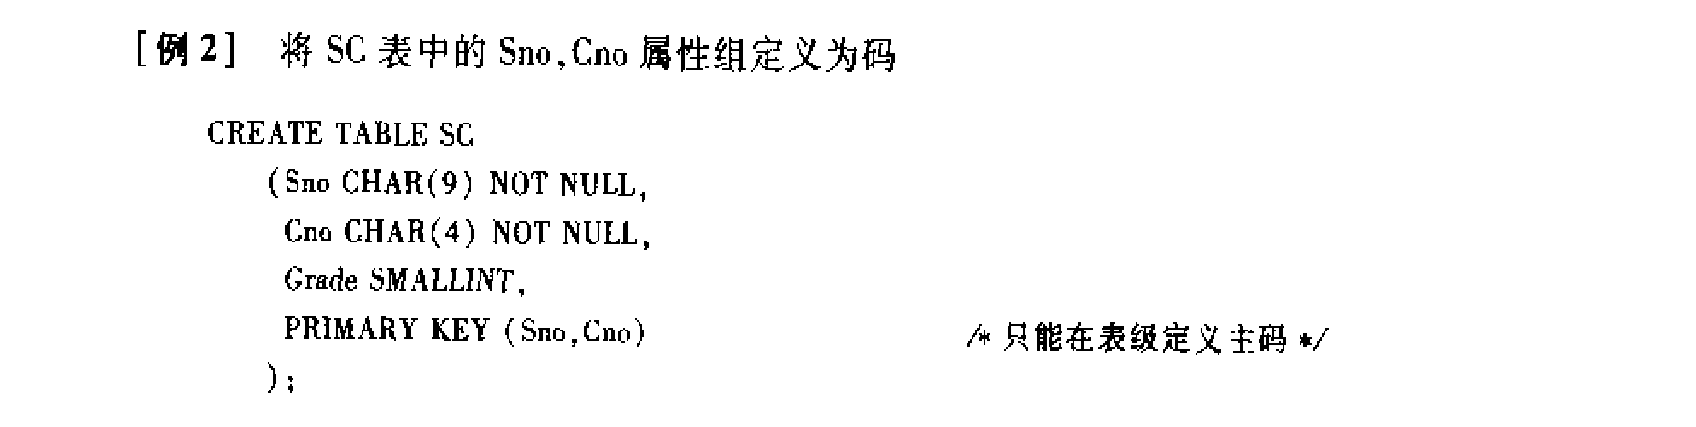 [例2] 将 SC 表中的 Sno,Cno 属性组定义为码
CREATE TABLE SC
(Sno CHAR(9) NOT NULL,
Cno CHAR(4) NOT NULL,
Grade SMALLINT,
PRIMARY KEY (Sno,Cno) /* 只能在表级定义主码 */
);